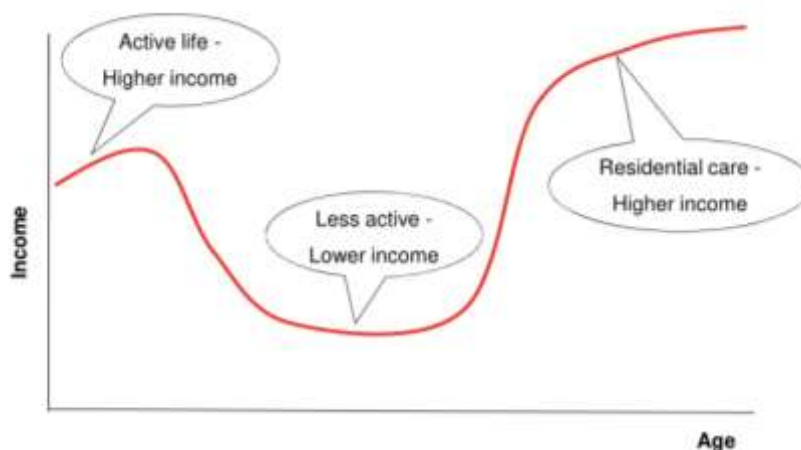 Active life -
Higher income
Residential care -
Higher income
Less active -
Lower income
Income
Age